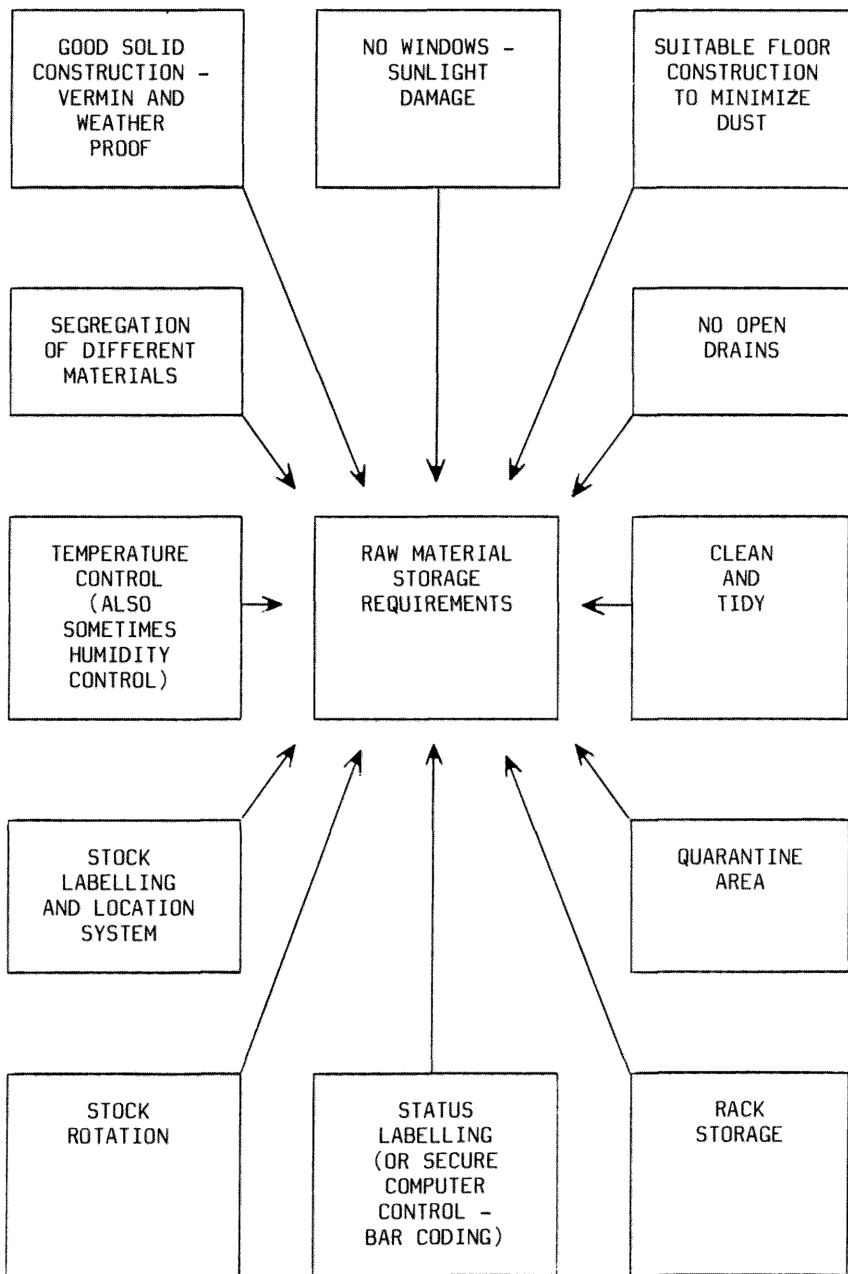 GOOD SOLID
CONSTRUCTION –
VERMIN AND
WEATHER
PROOF
NO WINDOWS –
SUNLIGHT
DAMAGE
SUITABLE FLOOR
CONSTRUCTION
TO MINIMIZE
DUST
SEGREGATION
OF DIFFERENT
MATERIALS
NO OPEN
DRAINS
TEMPERATURE
CONTROL
(ALSO
SOMETIMES
HUMIDITY
CONTROL)
RAW MATERIAL
STORAGE
REQUIREMENTS
CLEAN
AND
TIDY
STOCK
LABELLING
AND LOCATION
SYSTEM
QUARANTINE
AREA
STOCK
ROTATION
STATUS
LABELLING
(OR SECURE
COMPUTER
CONTROL –
BAR CODING)
RACK
STORAGE